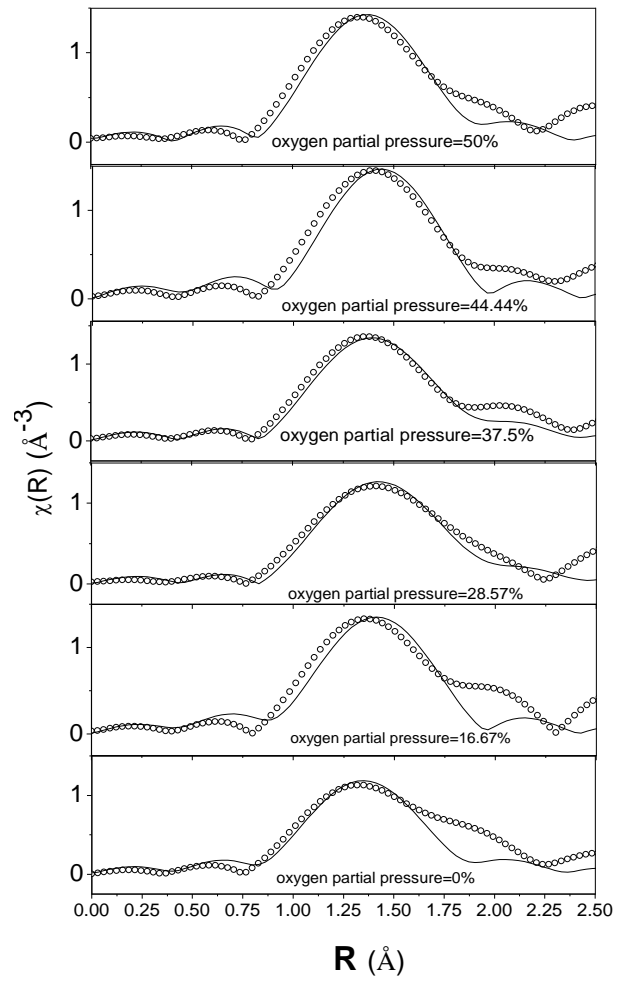 1
0
oxygen partial pressure=50%
1
0
oxygen partial pressure=44.44%
1
0
oxygen partial pressure=37.5%
1
0
oxygen partial pressure=28.57%
1
0
oxygen partial pressure=16.67%
1
0
oxygen partial pressure=0%
χ(R) (Å⁻³)
0.00 0.25 0.50 0.75 1.00 1.25 1.50 1.75 2.00 2.25 2.50
R (Å)